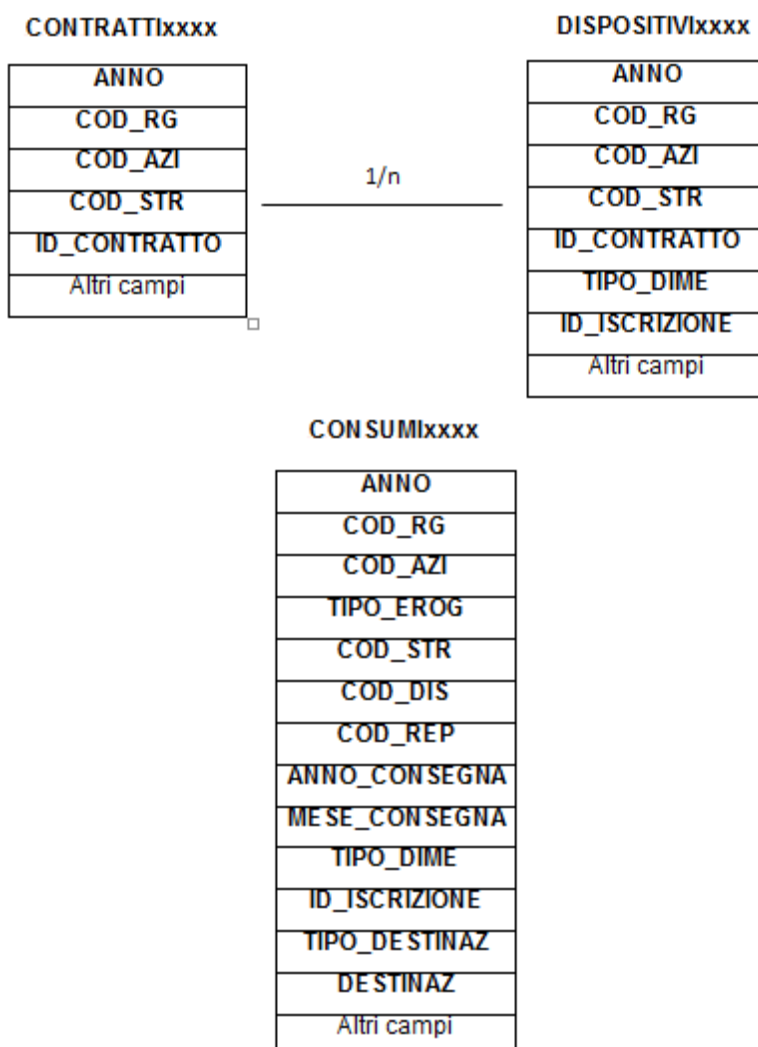 CONTRATTIxxxx
ANNO
COD_RG
COD_AZI
COD_STR
ID_CONTRATTO
Altri campi
1/n
DISPOSITIVIxxxx
ANNO
COD_RG
COD_AZI
COD_STR
ID_CONTRATTO
TIPO_DIME
ID_ISCRIZIONE
Altri campi
CONSUMIxxxx
ANNO
COD_RG
COD_AZI
TIPO_EROG
COD_STR
COD_DIS
COD_REP
ANNO_CONSEGNA
MESE_CONSEGNA
TIPO_DIME
ID_ISCRIZIONE
TIPO_DESTINAZ
DESTINAZ
Altri campi